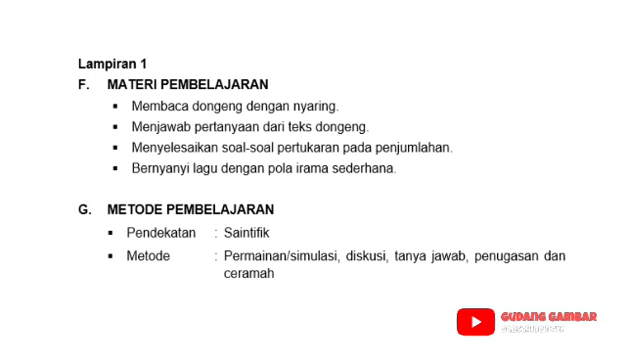 Lampiran 1
F. MATERI PEMBELAJARAN
▪ Membaca dongeng dengan nyaring.
▪ Menjawab pertanyaan dari teks dongeng.
▪ Menyelesaikan soal-soal pertukaran pada penjumlahan.
▪ Bernyanyi lagu dengan pola irama sederhana.
G. METODE PEMBELAJARAN
▪ Pendekatan : Saintifik
▪ Metode : Permainan/simulasi, diskusi, tanya jawab, penugasan dan
ceramah
GUDANG GAMBAR